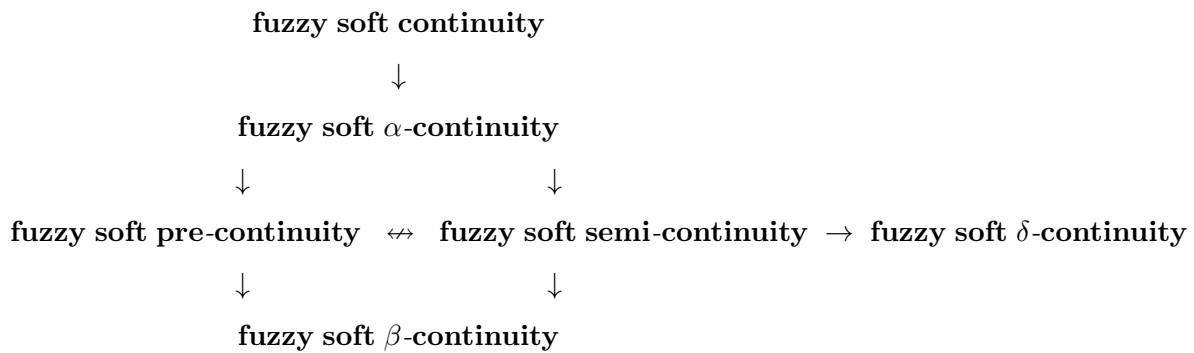 fuzzy soft continuity
↓
fuzzy soft α-continuity
↓ ↓
fuzzy soft pre-continuity ↮ fuzzy soft semi-continuity → fuzzy soft δ-continuity
↓ ↓
fuzzy soft β-continuity